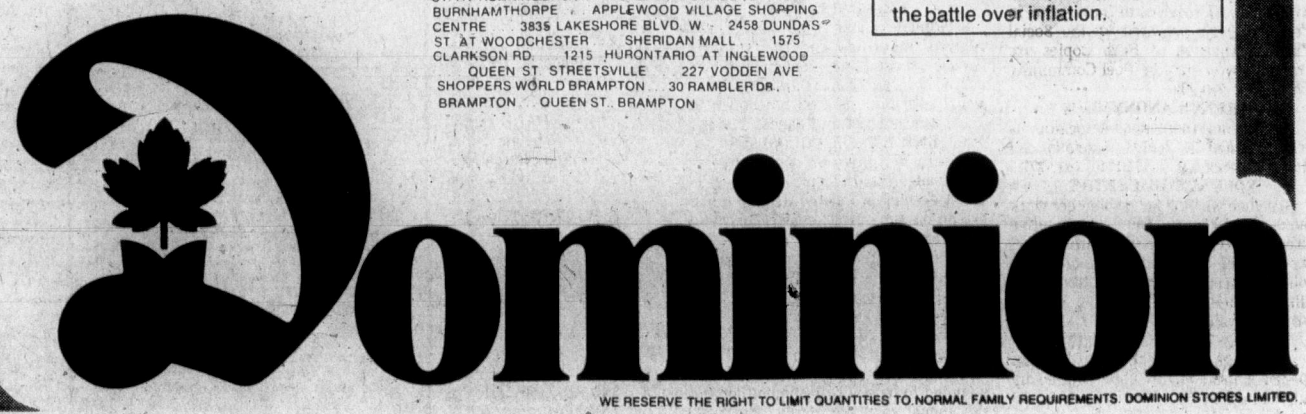 BURNHAMTHORPE . . APPLEWOOD VILLAGE SHOPPING
CENTRE . . . 3835 LAKESHORE BLVD. W. . . 2458 DUNDAS
ST. AT WOODCHESTER . . . SHERIDAN MALL . . . 1575
CLARKSON RD. . . 1215 HURONTARIO AT INGLEWOOD
. . . QUEEN ST. STREETSVILLE . . . 227 VODDEN AVE.
SHOPPERS WORLD BRAMPTON . . . 30 RAMBLER DR.,
BRAMPTON . . . QUEEN ST., BRAMPTON
the battle over inflation.
Dominion
WE RESERVE THE RIGHT TO LIMIT QUANTITIES TO NORMAL FAMILY REQUIREMENTS. DOMINION STORES LIMITED.